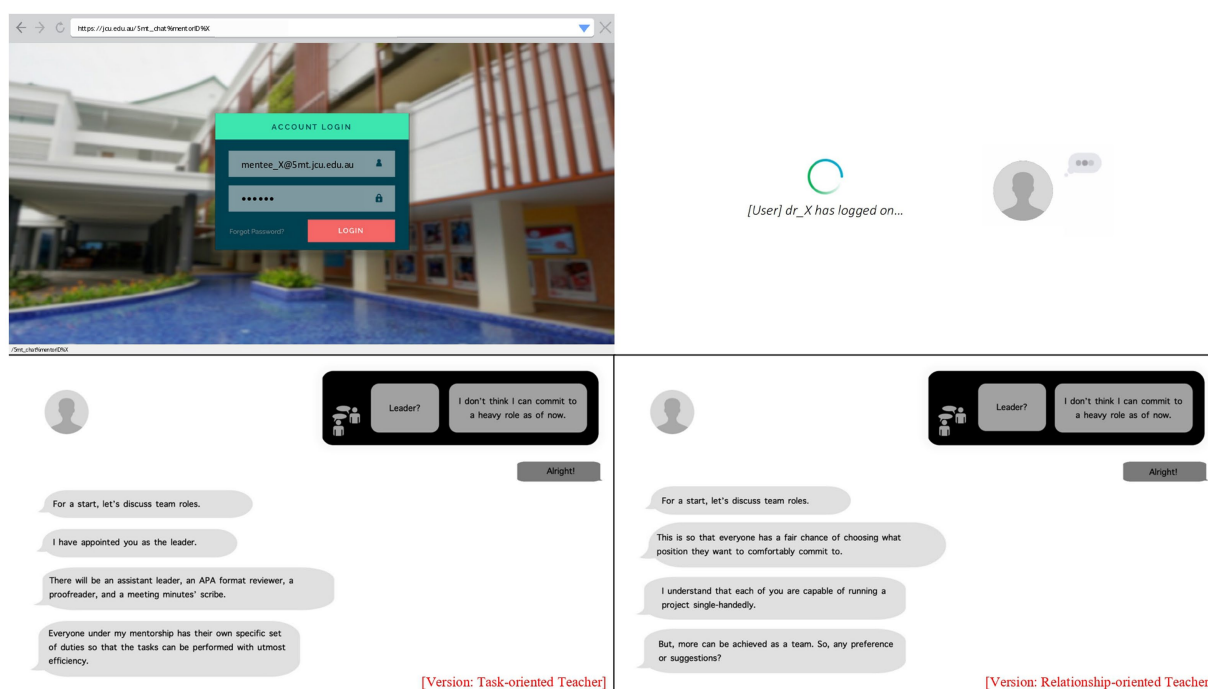 https://jcu.edu.au/5mt_chat%mentorID%X
ACCOUNT LOGIN
mentee_X@5mt.jcu.edu.au
••••••
Forgot Password?
LOGIN
/5mt_chat%mentorID%X
[User] dr_X has logged on...
Leader?
I don't think I can commit to
a heavy role as of now.
Alright!
For a start, let's discuss team roles.
I have appointed you as the leader.
There will be an assistant leader, an APA format reviewer, a
proofreader, and a meeting minutes' scribe.
Everyone under my mentorship has their own specific set
of duties so that the tasks can be performed with utmost
efficiency.
[Version: Task-oriented Teacher]
Leader?
I don't think I can commit to
a heavy role as of now.
Alright!
For a start, let's discuss team roles.
This is so that everyone has a fair chance of choosing what
position they want to comfortably commit to.
I understand that each of you are capable of running a
project single-handedly.
But, more can be achieved as a team. So, any preference
or suggestions?
[Version: Relationship-oriented Teacher